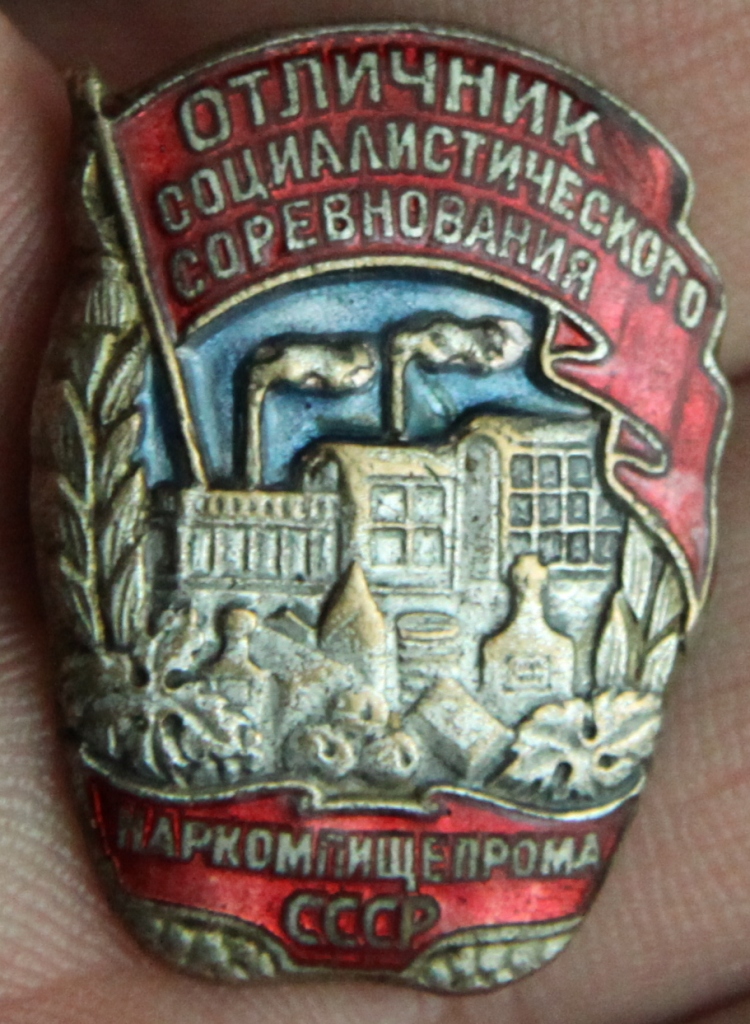 ОТЛИЧНИК
СОЦИАЛИСТИЧЕСКОГО
СОРЕВНОВАНИЯ
НАРКОМПИЩЕПРОМА
СССР